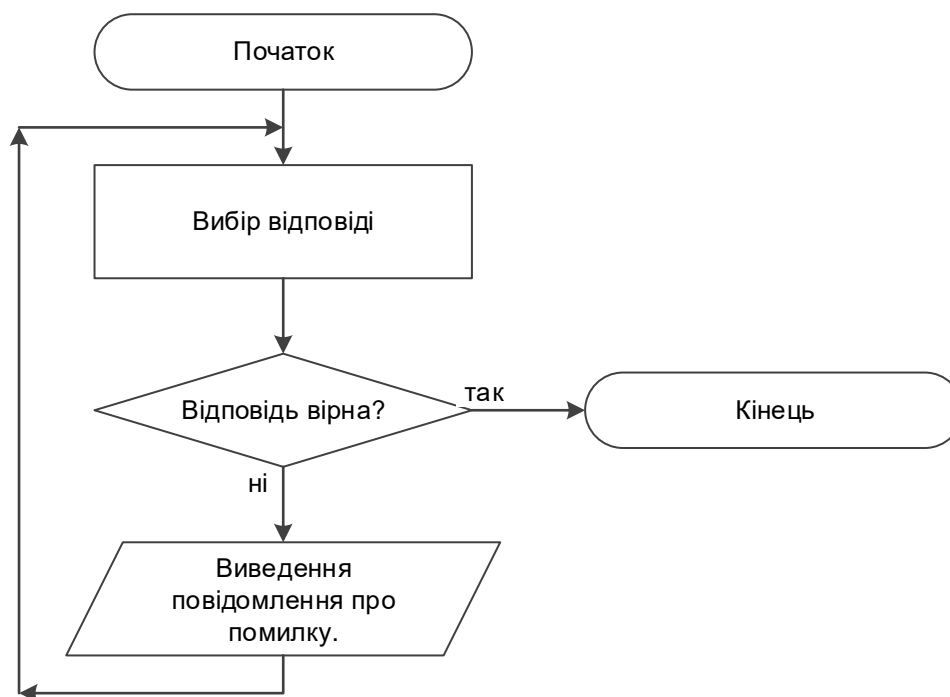 Початок
Вибір відповіді
Відповідь вірна?
так
Кінець
ні
Виведення
повідомлення про
помилку.